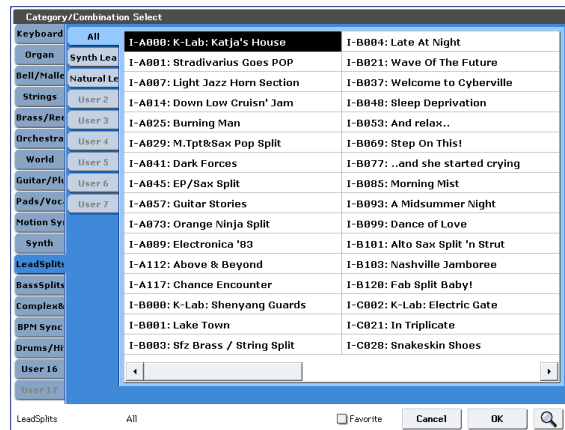 Category/Combination Select
Keyboard
Organ
Bell/Malle
Strings
Brass/Ree
Orchestra
World
Guitar/Plu
Pads/Voc.
Motion Syn
Synth
LeadSplits
BassSplits
Complex&
BPM Sync
Drums/Hi
User 16
User 17
All
Synth Lea
Natural Le
User 2
User 3
User 4
User 5
User 6
User 7
I-A000: K-Lab: Katja's House
I-A001: Stradivarius Goes POP
I-A007: Light Jazz Horn Section
I-A014: Down Low Cruisn' Jam
I-A025: Burning Man
I-A029: M.Tpt&Sax Pop Split
I-A041: Dark Forces
I-A045: EP/Sax Split
I-A057: Guitar Stories
I-A073: Orange Ninja Split
I-A089: Electronica '83
I-A112: Above & Beyond
I-A117: Chance Encounter
I-B000: K-Lab: Shenyang Guards
I-B001: Lake Town
I-B003: Sfz Brass / String Split
I-B004: Late At Night
I-B021: Wave Of The Future
I-B037: Welcome to Cyberville
I-B048: Sleep Deprivation
I-B053: And relax..
I-B069: Step On This!
I-B077: ..and she started crying
I-B085: Morning Mist
I-B093: A Midsummer Night
I-B099: Dance of Love
I-B101: Alto Sax Split 'n Strut
I-B103: Nashville Jamboree
I-B120: Fab Split Baby!
I-C002: K-Lab: Electric Gate
I-C021: In Triplicate
I-C028: Snakeskin Shoes
LeadSplits
All
Favorite
Cancel
OK